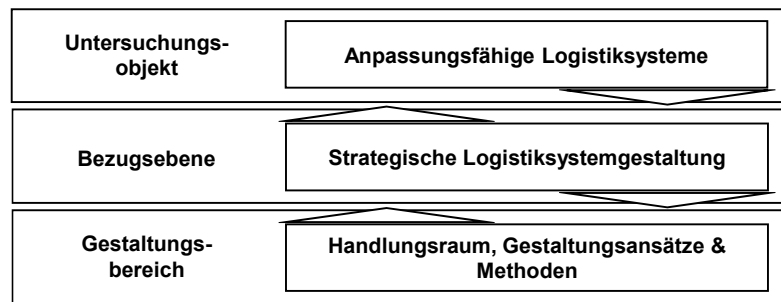 Untersuchungs-
objekt
Anpassungsfähige Logistiksysteme
Bezugsebene
Strategische Logistiksystemgestaltung
Gestaltungs-
bereich
Handlungsraum, Gestaltungsansätze &
Methoden